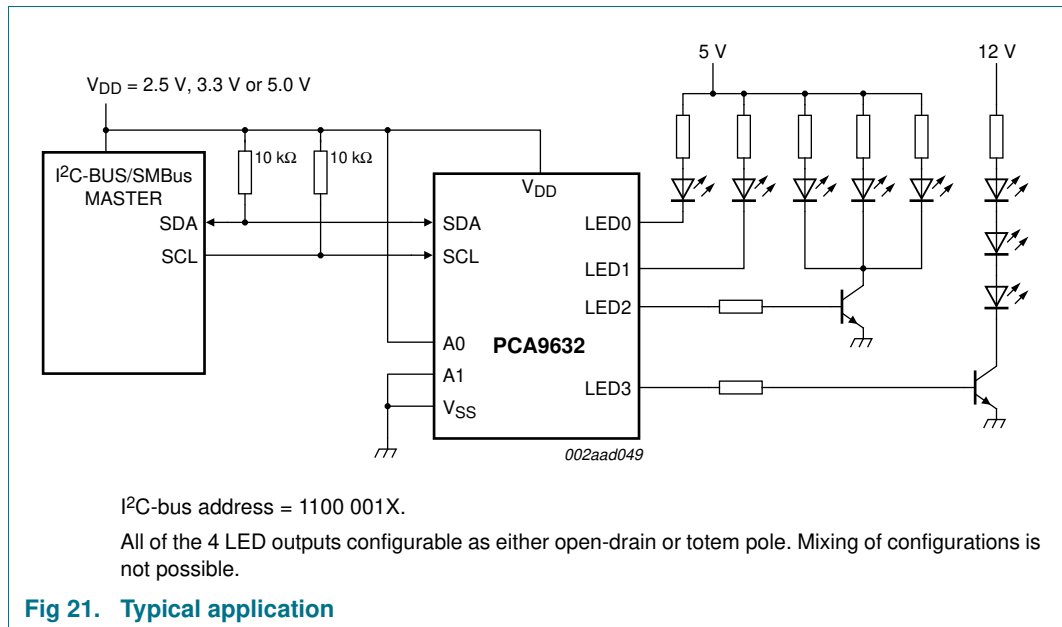 5 V
12 V
VDD = 2.5 V, 3.3 V or 5.0 V
10 kΩ
10 kΩ
I2C-BUS/SMBus
MASTER
SDA
SCL
VDD
SDA
SCL
A0
A1
VSS
PCA9632
LED0
LED1
LED2
LED3
002aad049
I2C-bus address = 1100 001X.
All of the 4 LED outputs configurable as either open-drain or totem pole. Mixing of configurations is
not possible.
Fig 21. Typical application